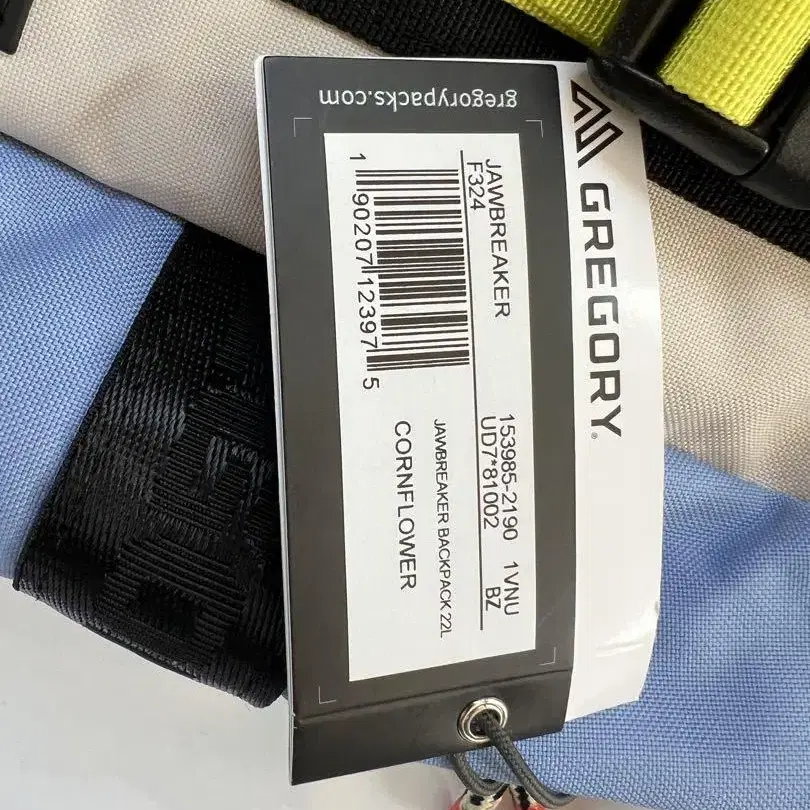 gregorypacks.com
GREGORY
JAWBREAKER 153985-2190 1VNU
F324 UD7*81002 BZ
JAWBREAKER BACKPACK 22L
CORNFLOWER
1 90207 12397 5